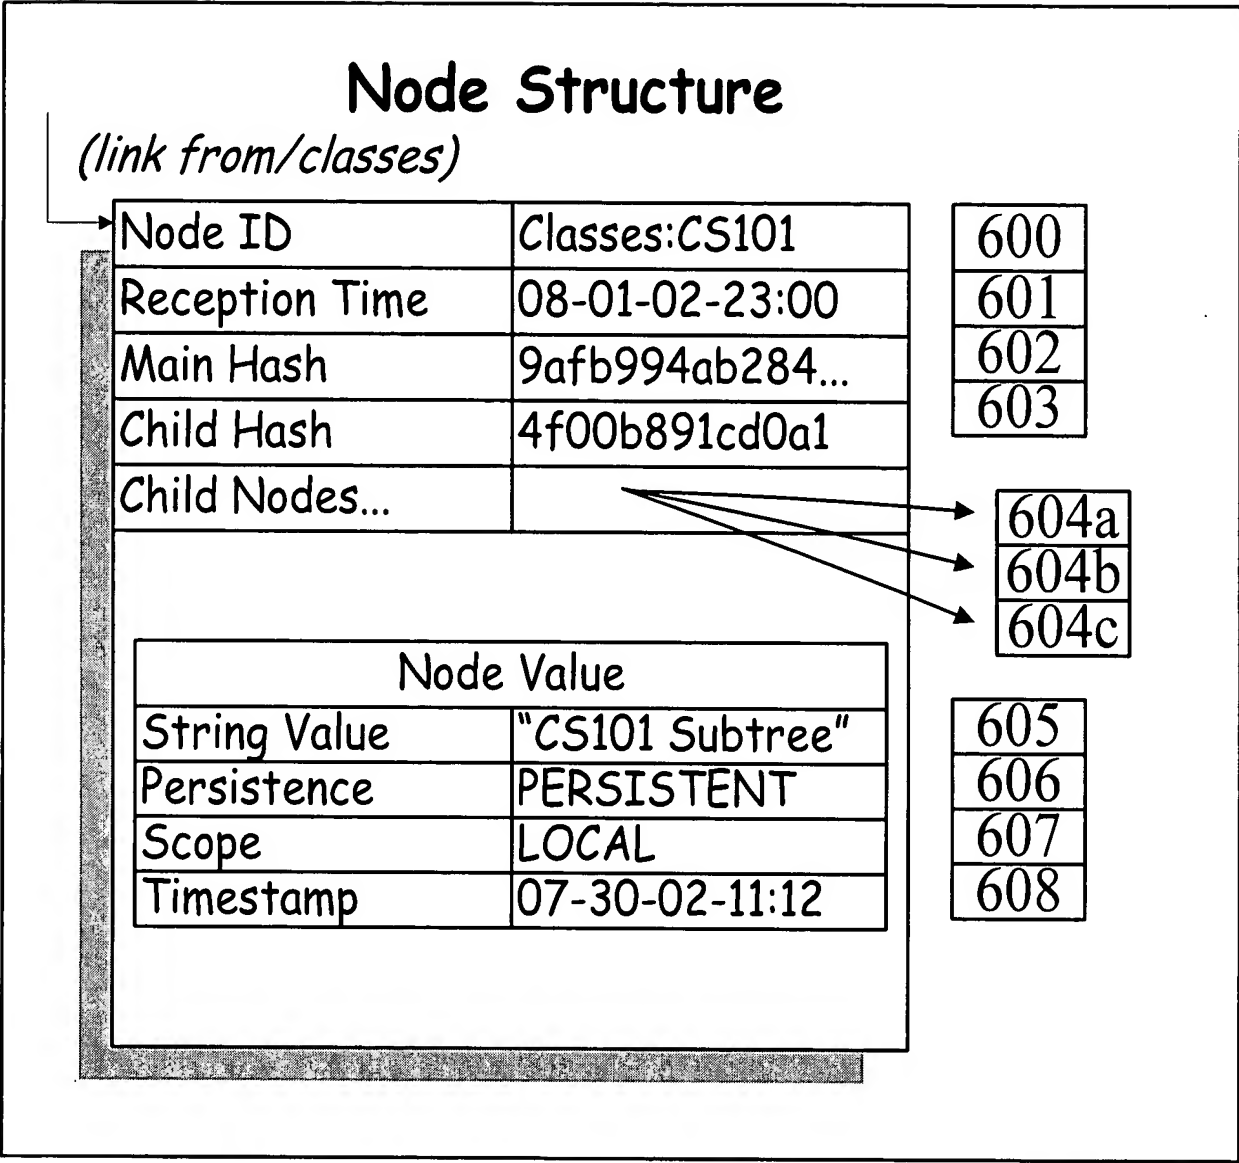 Node Structure
(link from/classes)
Node ID Classes:CS101 600
Reception Time 08-01-02-23:00 601
Main Hash 9afb994ab284... 602
Child Hash 4f00b891cd0a1 603
Child Nodes... 604a
604b
604c
Node Value
String Value "CS101 Subtree" 605
Persistence PERSISTENT 606
Scope LOCAL 607
Timestamp 07-30-02-11:12 608